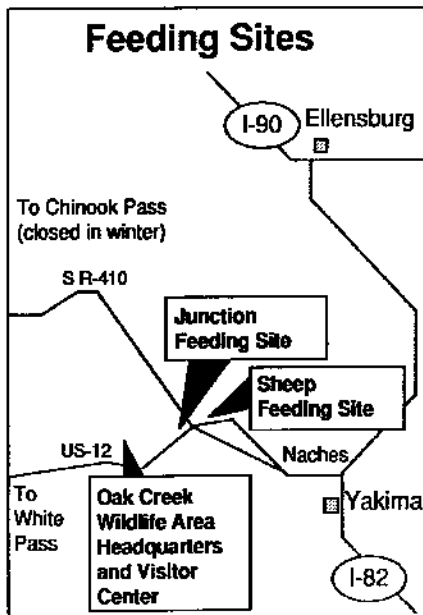 Feeding Sites
I-90
Ellensburg
To Chinook Pass
(closed in winter)
S R-410
Junction
Feeding Site
Sheep
Feeding Site
US-12
Naches
To
White
Pass
Oak Creek
Wildlife Area
Headquarters
and Visitor
Center
Yakima
I-82